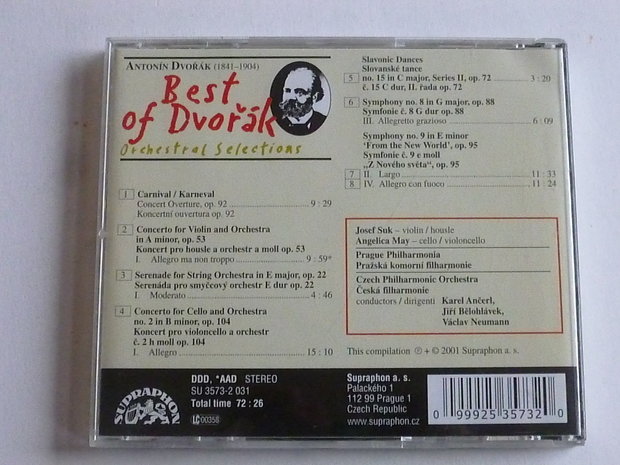 ANTONÍN DVOŘÁK (1841–1904)
Best
of Dvořák
Orchestral Selections
1 Carnival / Karneval
Concert Overture, op. 92 9 : 29
Koncertní ouvertura op. 92
2 Concerto for Violin and Orchestra
in A minor, op. 53
Koncert pro housle a orchestr a moll op. 53
I. Allegro ma non troppo 9 : 59*
3 Serenade for String Orchestra in E major, op. 22
Serenáda pro smyčcový orchestr E dur op. 22
I. Moderato 4 : 46
4 Concerto for Cello and Orchestra
no. 2 in B minor, op. 104
Koncert pro violoncello a orchestr
č. 2 h moll op. 104
I. Allegro 15 : 10
Slavonic Dances
Slovanské tance
5 no. 15 in C major, Series II, op. 72 3 : 20
č. 15 C dur, II. řada op. 72
6 Symphony no. 8 in G major, op. 88
Symfonie č. 8 G dur op. 88
III. Allegretto grazioso 6 : 09
Symphony no. 9 in E minor
'From the New World', op. 95
Symfonie č. 9 e moll
„Z Nového světa", op. 95
7 II. Largo 11 : 33
8 IV. Allegro con fuoco 11 : 24
Josef Suk – violin / housle
Angelica May – cello / violoncello
Prague Philharmonia
Pražská komorní filharmonie
Czech Philharmonic Orchestra
Česká filharmonie
conductors / dirigenti Karel Ančerl,
Jiří Bělohlávek,
Václav Neumann
This compilation ℗ + © 2001 Supraphon a. s.
SUPRAPHON
DDD, *AAD STEREO
SU 3573-2 031
Total time 72 : 26
LC 00358
Supraphon a. s.
Palackého 1
112 99 Praha 1
Czech Republic
www.supraphon.cz
0 99925 35732 0